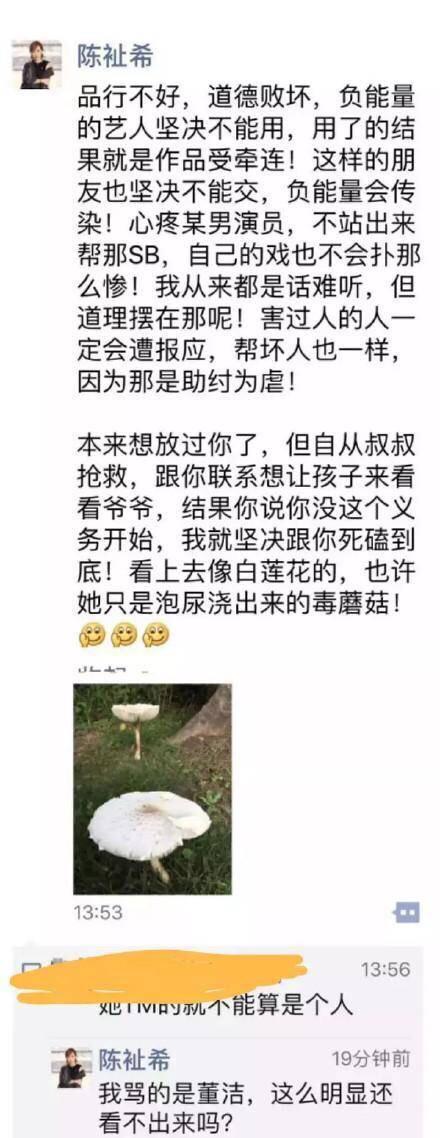 陈祉希
品行不好，道德败坏，负能量
的艺人坚决不能用，用了的结
果就是作品受牵连！这样的朋
友也坚决不能交，负能量会传
染！心疼某男演员，不站出来
帮那SB，自己的戏也不会扑那
么惨！我从来都是话难听，但
道理摆在那呢！害过人的人一
定会遭报应，帮坏人也一样，
因为那是助纣为虐！
本来想放过你了，但自从叔叔
抢救，跟你联系想让孩子来看
看爷爷，结果你说你没这个义
务开始，我就坚决跟你死磕到
底！看上去像白莲花的，也许
她只是泡尿浇出来的毒蘑菇！
13:53
13:56
她TM的就不能算是个人
陈祉希
19分钟前
我骂的是董洁，这么明显还
看不出来吗？